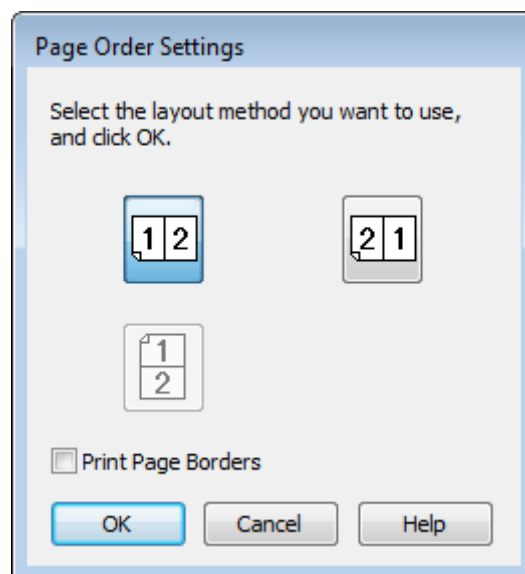 Page Order Settings
Select the layout method you want to use,
and click OK.
1 2
2 1
1
2
Print Page Borders
OK Cancel Help